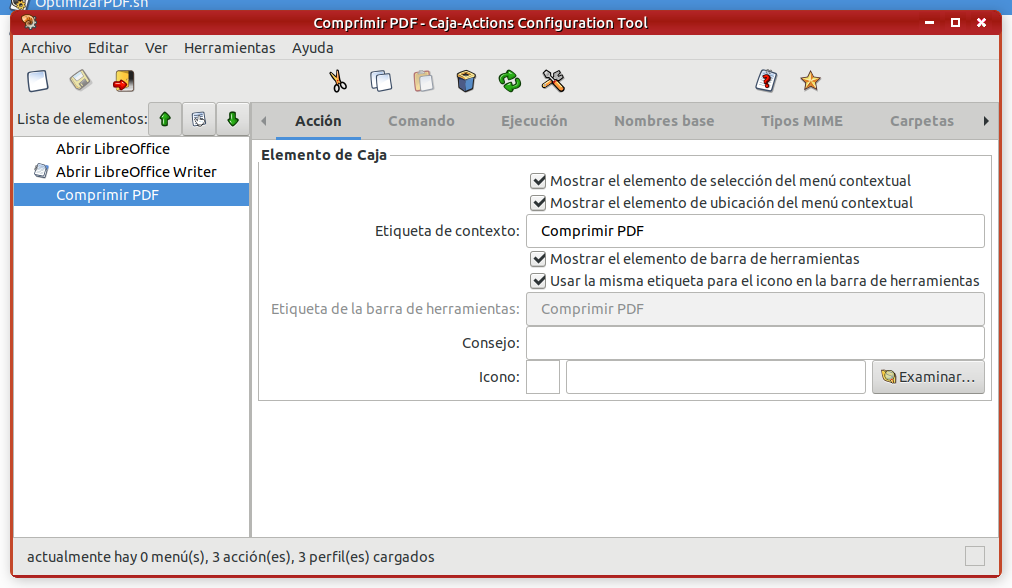 OptimizarPDF.sh
Comprimir PDF - Caja-Actions Configuration Tool
Archivo Editar Ver Herramientas Ayuda
Lista de elementos:
Acción Comando Ejecución Nombres base Tipos MIME Carpetas
Abrir LibreOffice
Abrir LibreOffice Writer
Comprimir PDF
Elemento de Caja
Mostrar el elemento de selección del menú contextual
Mostrar el elemento de ubicación del menú contextual
Etiqueta de contexto: Comprimir PDF
Mostrar el elemento de barra de herramientas
Usar la misma etiqueta para el icono en la barra de herramientas
Etiqueta de la barra de herramientas: Comprimir PDF
Consejo:
Icono: Examinar...
actualmente hay 0 menú(s), 3 acción(es), 3 perfil(es) cargados